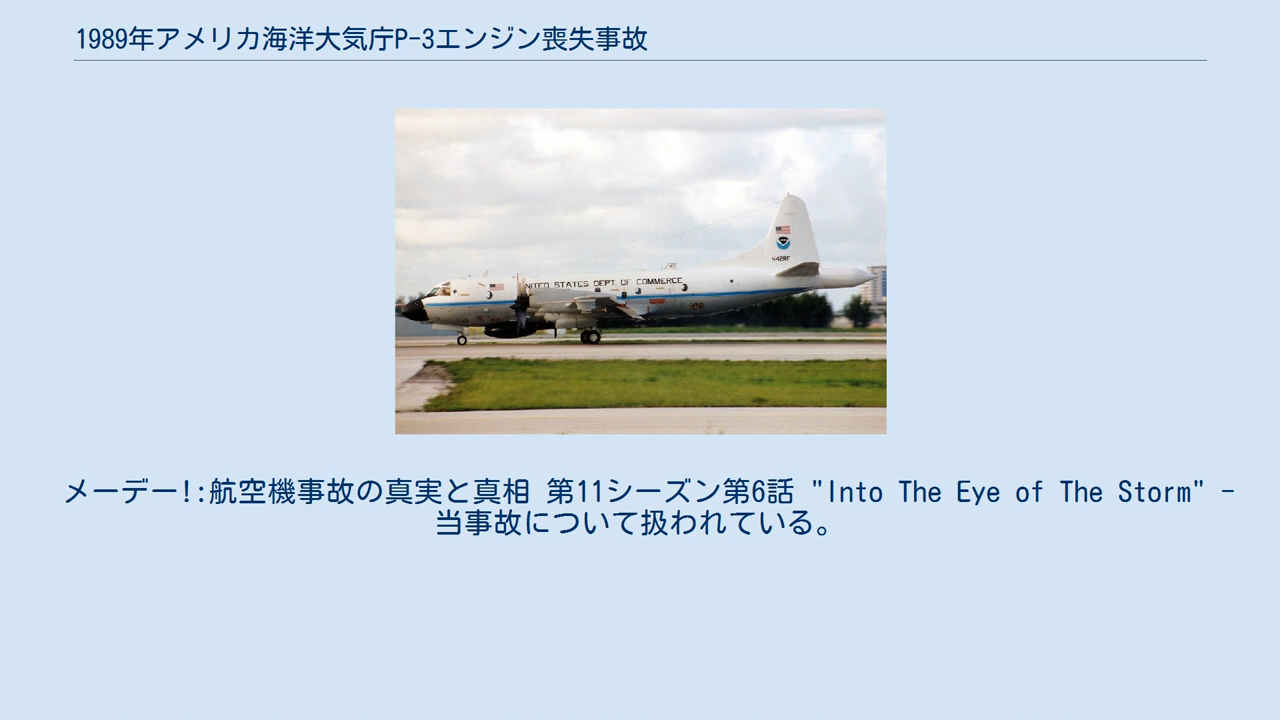 1989年アメリカ海洋大気庁P-3エンジン喪失事故
N42RF
UNITED STATES DEPT. OF COMMERCE
メーデー!:航空機事故の真実と真相 第11シーズン第6話 "Into The Eye of The Storm" -
当事故について扱われている。